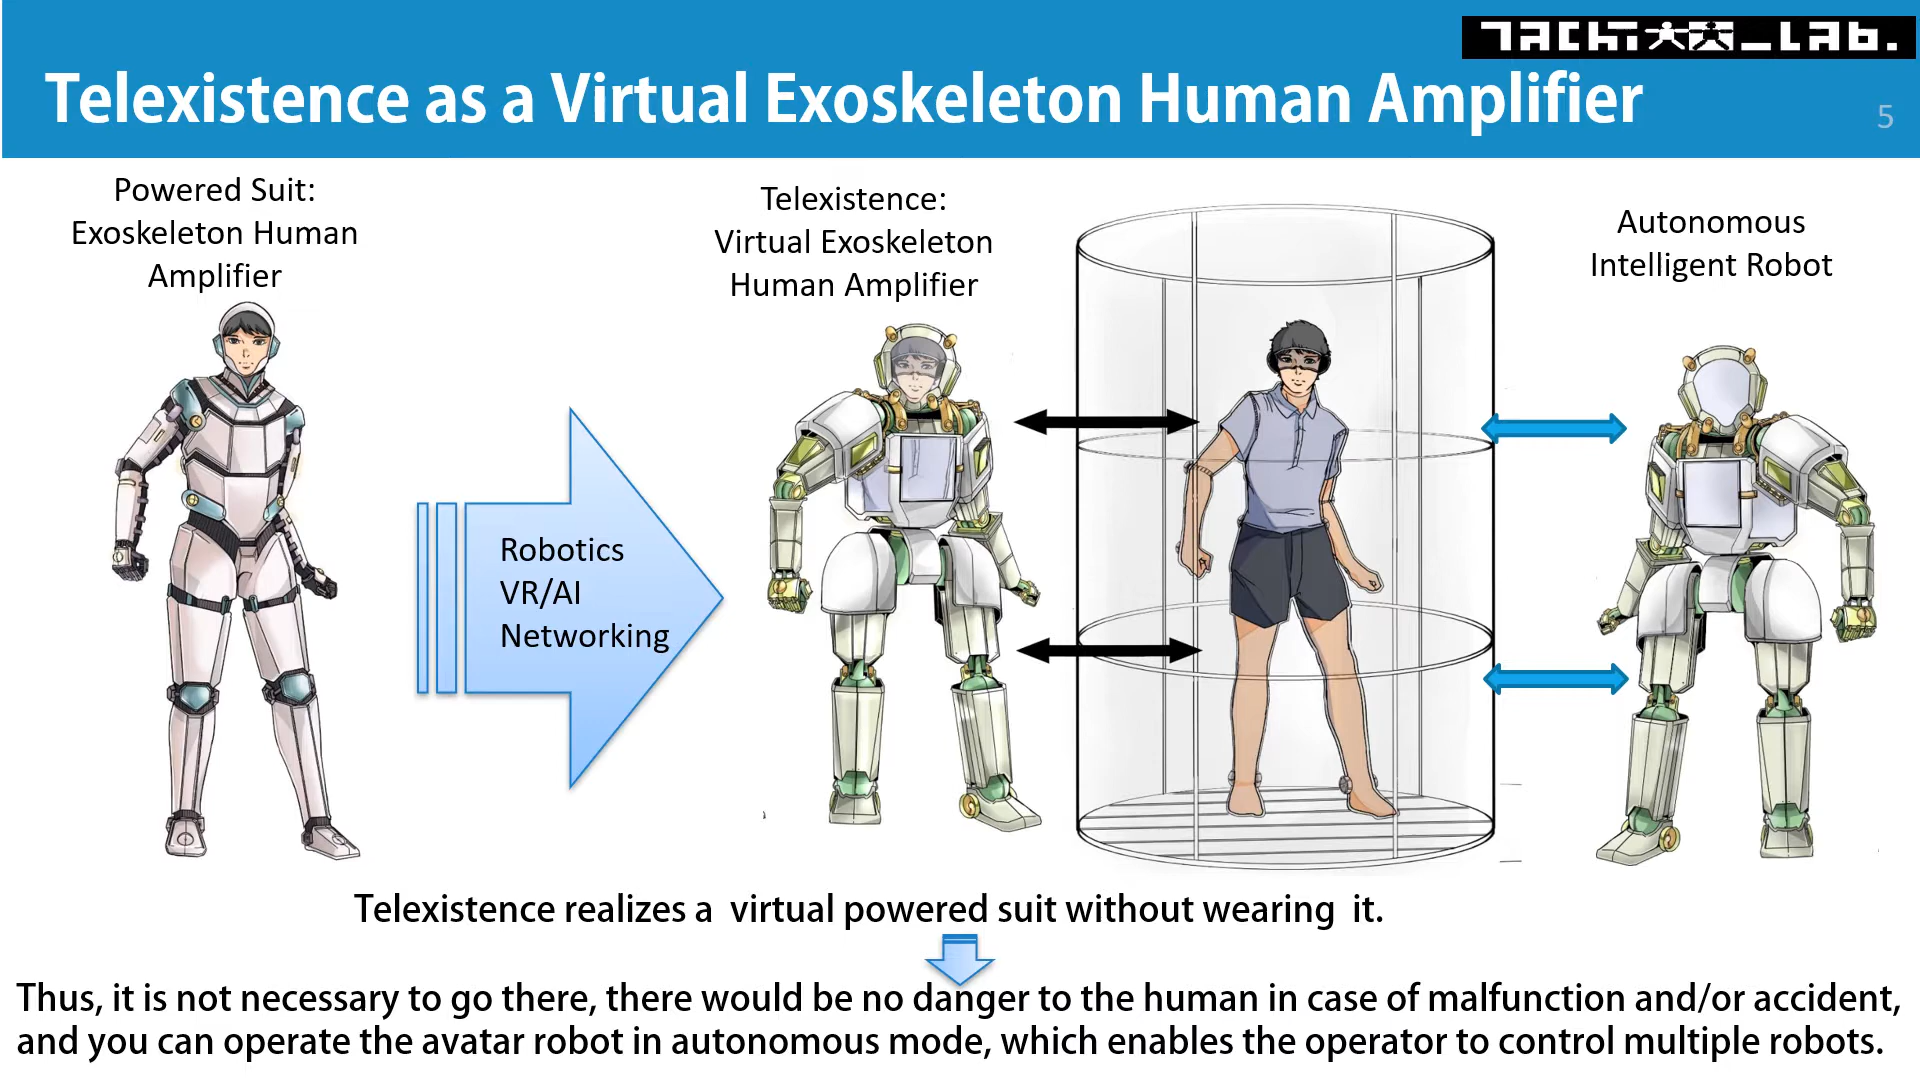 TACHI_LAB.
Telexistence as a Virtual Exoskeleton Human Amplifier
5
Powered Suit:
Exoskeleton Human
Amplifier
Telexistence:
Virtual Exoskeleton
Human Amplifier
Autonomous
Intelligent Robot
Robotics
VR/AI
Networking
Telexistence realizes a virtual powered suit without wearing it.
Thus, it is not necessary to go there, there would be no danger to the human in case of malfunction and/or accident,
and you can operate the avatar robot in autonomous mode, which enables the operator to control multiple robots.